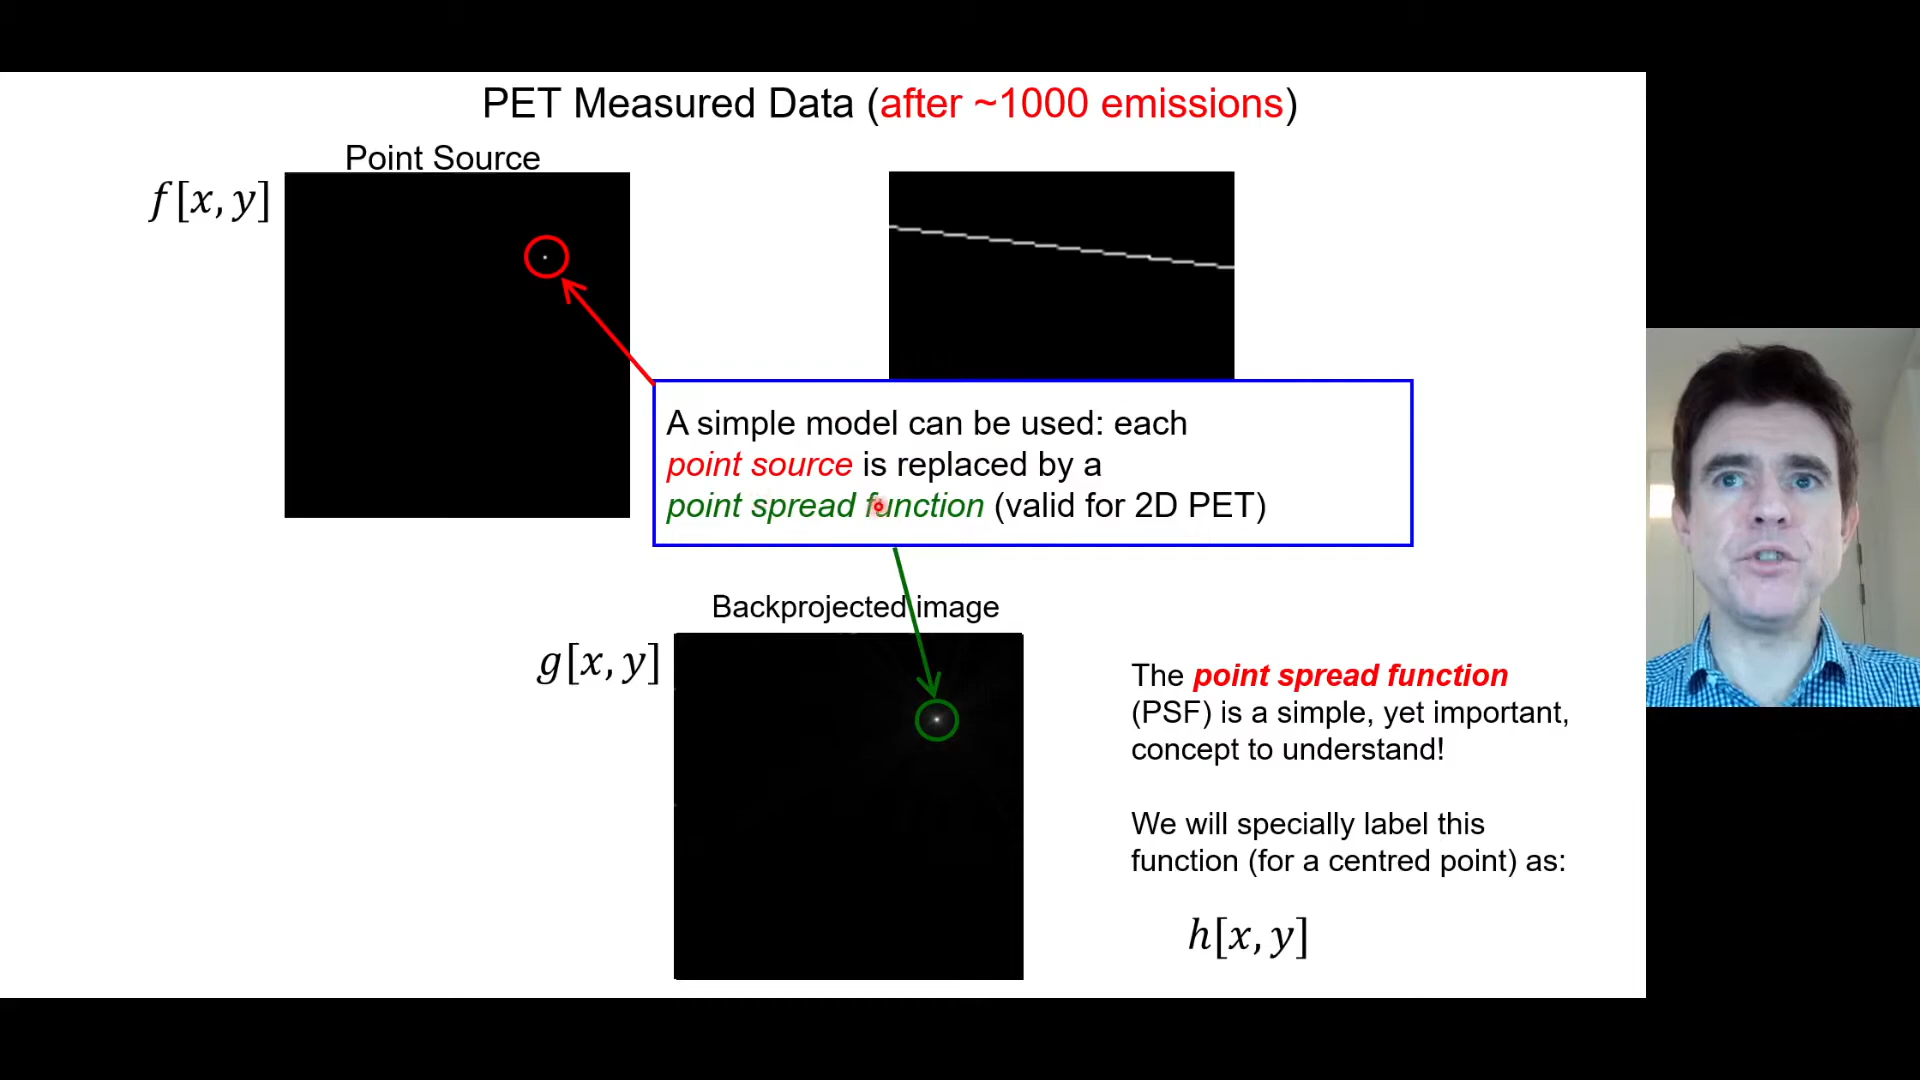 PET Measured Data (after ~1000 emissions)
Point Source
f[x, y]
A simple model can be used: each
point source is replaced by a
point spread function (valid for 2D PET)
Backprojected image
g[x, y]
The point spread function
(PSF) is a simple, yet important,
concept to understand!
We will specially label this
function (for a centred point) as:
h[x, y]